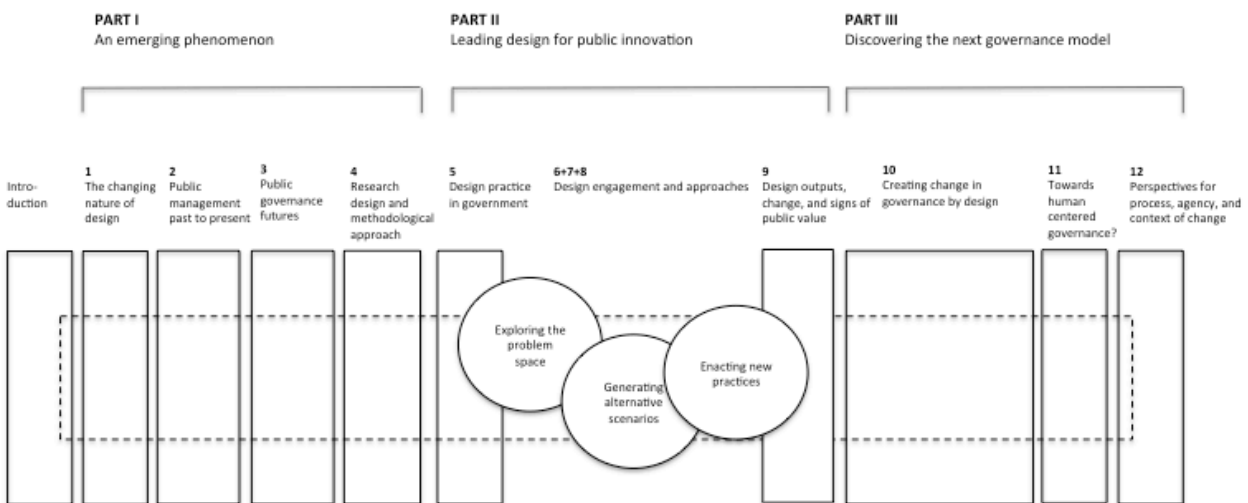 PART I
An emerging phenomenon
PART II
Leading design for public innovation
PART III
Discovering the next governance model
Intro-
duction
1
The changing
nature of
design
2
Public
management
past to present
3
Public
governance
futures
4
Research
design and
methodological
approach
5
Design practice
in government
6+7+8
Design engagement and approaches
9
Design outputs,
change, and signs of
public value
10
Creating change in
governance by design
11
Towards
human
centered
governance?
12
Perspectives for
process, agency, and
context of change
Exploring the
problem
space
Generating
alternative
scenarios
Enacting new
practices